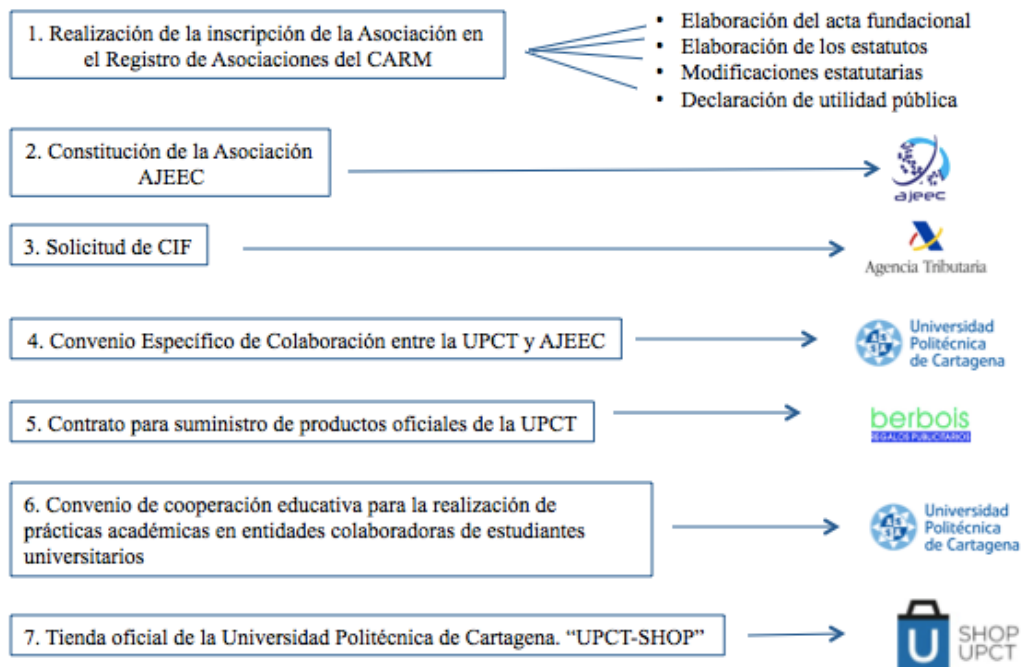 1. Realización de la inscripción de la Asociación en
el Registro de Asociaciones del CARM
• Elaboración del acta fundacional
• Elaboración de los estatutos
• Modificaciones estatutarias
• Declaración de utilidad pública
2. Constitución de la Asociación
AJEEC
ajeec
3. Solicitud de CIF
Agencia Tributaria
4. Convenio Específico de Colaboración entre la UPCT y AJEEC
Universidad
Politécnica
de Cartagena
5. Contrato para suministro de productos oficiales de la UPCT
berbois
REGALOS PUBLICITARIOS
6. Convenio de cooperación educativa para la realización de
prácticas académicas en entidades colaboradoras de estudiantes
universitarios
Universidad
Politécnica
de Cartagena
7. Tienda oficial de la Universidad Politécnica de Cartagena. “UPCT-SHOP”
U
SHOP
UPCT